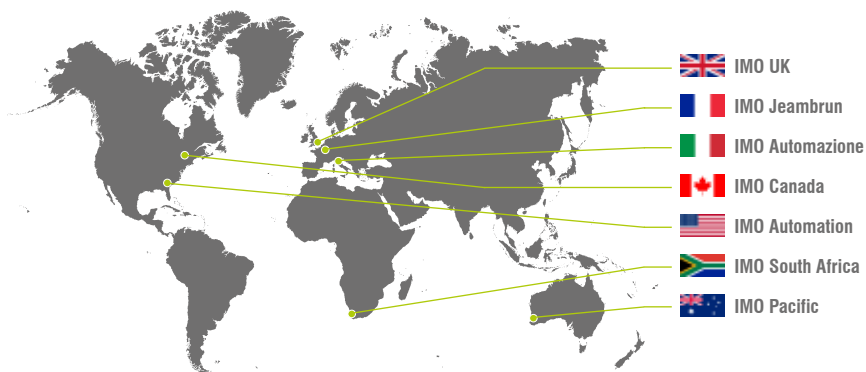 IMO UK
IMO Jeambrun
IMO Automazione
IMO Canada
IMO Automation
IMO South Africa
IMO Pacific